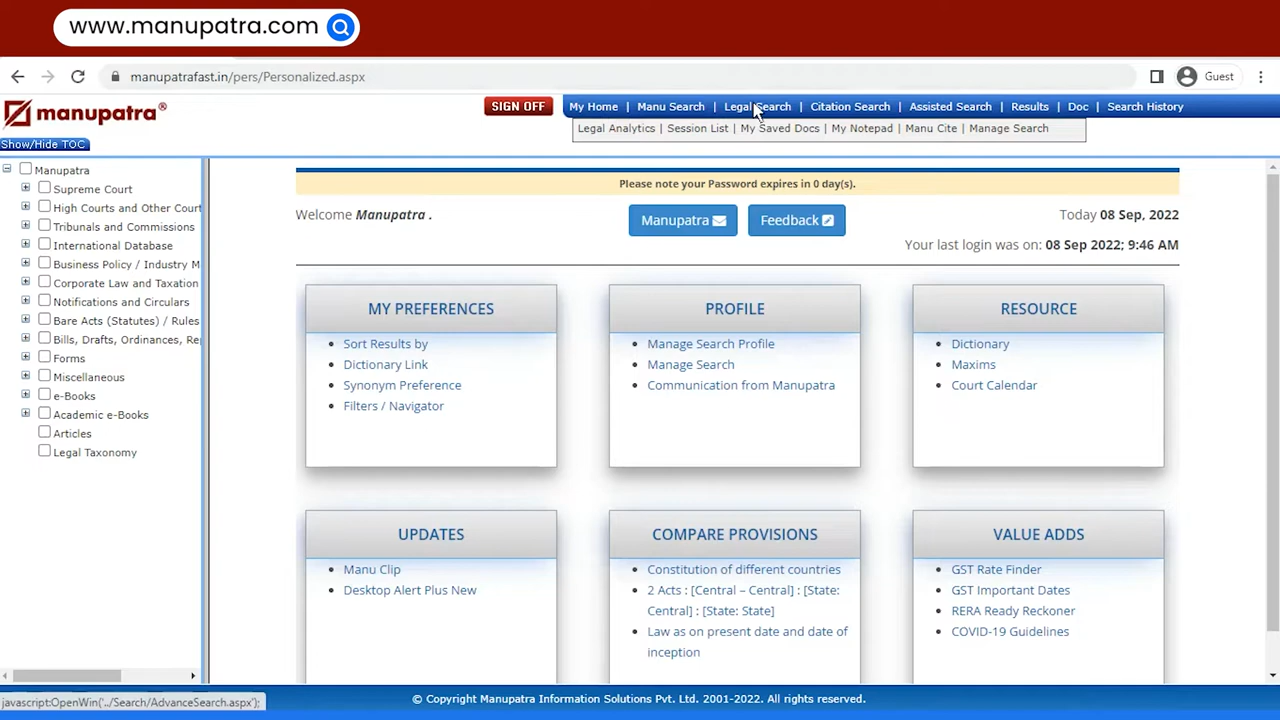 www.manupatra.com
manupatrafast.in/pers/Personalized.aspx
Guest
manupatra®
SIGN OFF
My Home | Manu Search | Legal Search | Citation Search | Assisted Search | Results | Doc | Search History
Legal Analytics | Session List | My Saved Docs | My Notepad | Manu Cite | Manage Search
Show/Hide TOC
Manupatra
Supreme Court
High Courts and Other Court
Tribunals and Commissions
International Database
Business Policy / Industry M
Corporate Law and Taxation
Notifications and Circulars
Bare Acts (Statutes) / Rules
Bills, Drafts, Ordinances, Re
Forms
Miscellaneous
e-Books
Academic e-Books
Articles
Legal Taxonomy
Please note your Password expires in 0 day(s).
Welcome Manupatra .
Manupatra
Feedback
Today 08 Sep, 2022
Your last login was on: 08 Sep 2022; 9:46 AM
MY PREFERENCES
Sort Results by
Dictionary Link
Synonym Preference
Filters / Navigator
PROFILE
Manage Search Profile
Manage Search
Communication from Manupatra
RESOURCE
Dictionary
Maxims
Court Calendar
UPDATES
Manu Clip
Desktop Alert Plus New
COMPARE PROVISIONS
Constitution of different countries
2 Acts : [Central – Central] : [State:
Central] : [State: State]
Law as on present date and date of
inception
VALUE ADDS
GST Rate Finder
GST Important Dates
RERA Ready Reckoner
COVID-19 Guidelines
javascript:OpenWin('../Search/AdvanceSearch.aspx');
© Copyright Manupatra Information Solutions Pvt. Ltd. 2001-2022. All rights reserved.